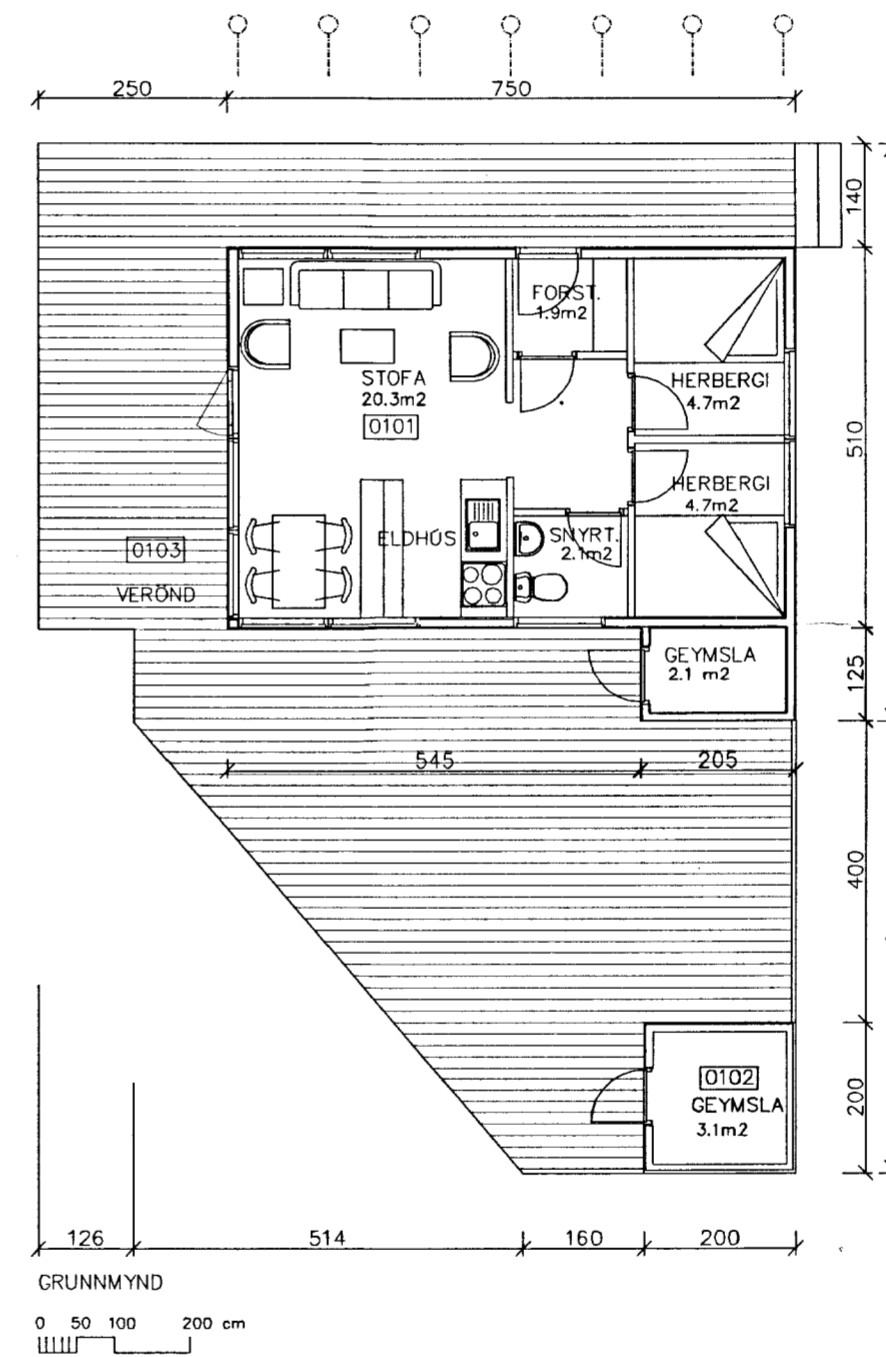 250
750
140
FORST.
1.9m2
STOFA
20.3m2
0101
HERBERGI
4.7m2
510
HERBERGI
4.7m2
ELDHÚS
SNYRT.
2.1m2
0103
VERÖND
GEYMSLA
2.1 m2
125
545
205
400
0102
GEYMSLA
3.1m2
200
126
514
160
200
GRUNNMYND
0 50 100 200 cm